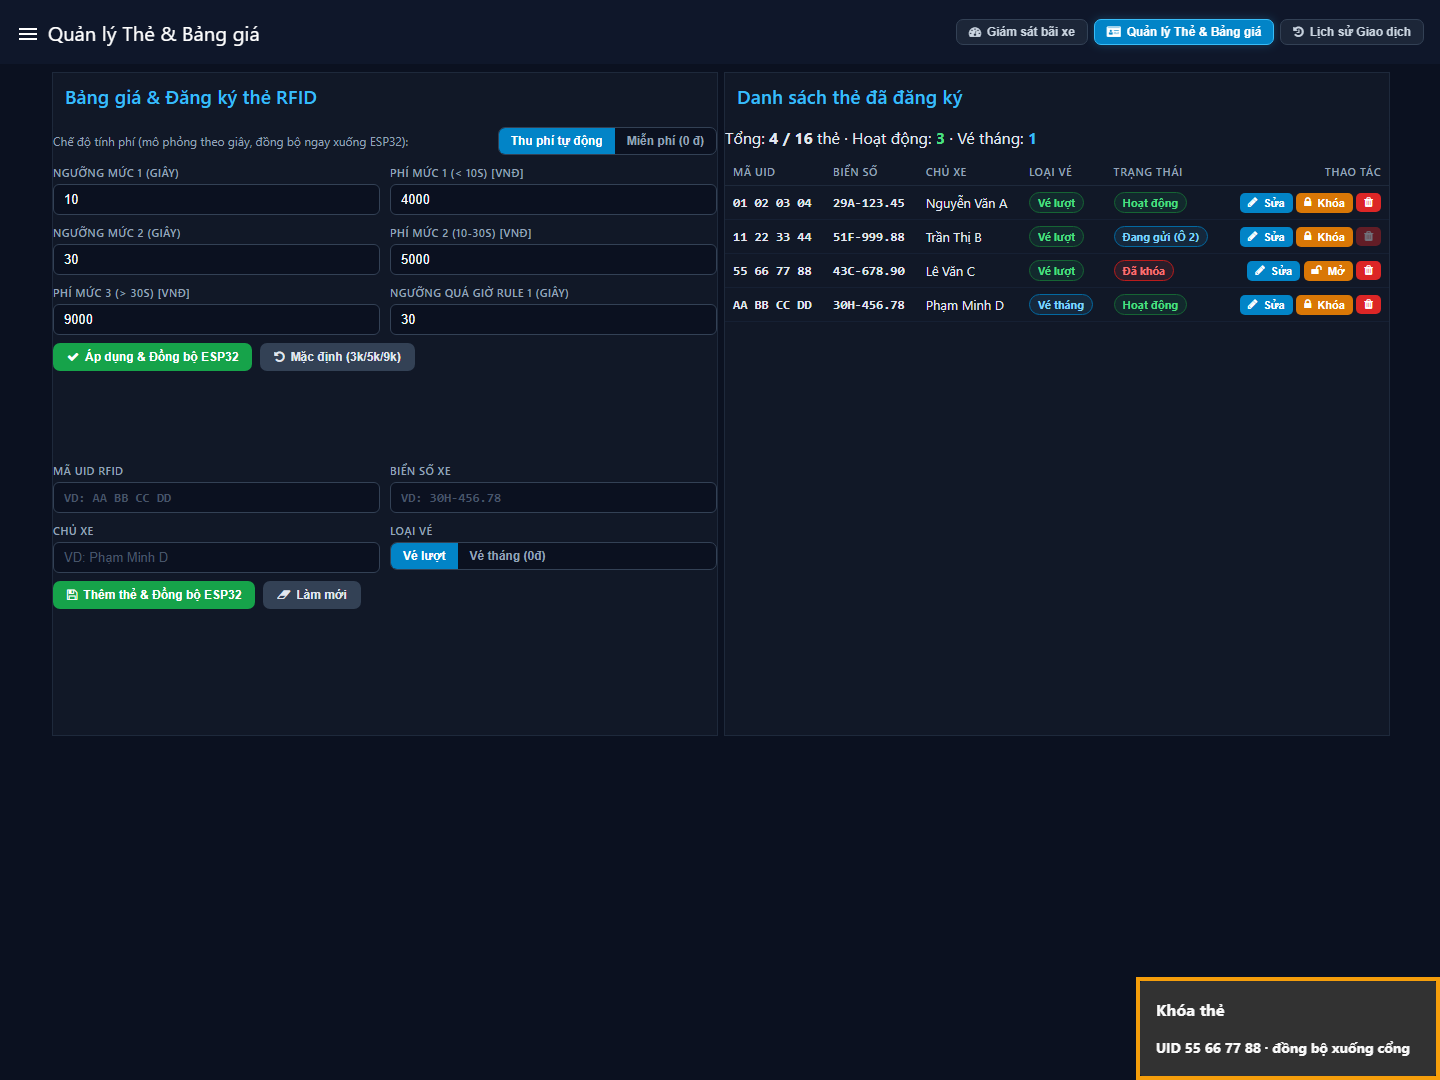 Quản lý Thẻ & Bảng giá
Giám sát bãi xe
Quản lý Thẻ & Bảng giá
Lịch sử Giao dịch
Bảng giá & Đăng ký thẻ RFID
Chế độ tính phí (mô phỏng theo giây, đồng bộ ngay xuống ESP32):
Thu phí tự động
Miễn phí (0 đ)
NGƯỠNG MỨC 1 (GIÂY)
PHÍ MỨC 1 (< 10S) [VNĐ]
10
4000
NGƯỠNG MỨC 2 (GIÂY)
PHÍ MỨC 2 (10-30S) [VNĐ]
30
5000
PHÍ MỨC 3 (> 30S) [VNĐ]
NGƯỠNG QUÁ GIỜ RULE 1 (GIÂY)
9000
30
Áp dụng & Đồng bộ ESP32
Mặc định (3k/5k/9k)
MÃ UID RFID
BIỂN SỐ XE
VD: AA BB CC DD
VD: 30H-456.78
CHỦ XE
LOẠI VÉ
VD: Phạm Minh D
Vé lượt
Vé tháng (0đ)
Thêm thẻ & Đồng bộ ESP32
Làm mới
Danh sách thẻ đã đăng ký
Tổng: 4 / 16 thẻ · Hoạt động: 3 · Vé tháng: 1
MÃ UID BIỂN SỐ CHỦ XE LOẠI VÉ TRẠNG THÁI THAO TÁC
01 02 03 04 29A-123.45 Nguyễn Văn A Vé lượt Hoạt động Sửa Khóa
11 22 33 44 51F-999.88 Trần Thị B Vé lượt Đang gửi (Ô 2) Sửa Khóa
55 66 77 88 43C-678.90 Lê Văn C Vé lượt Đã khóa Sửa Mở
AA BB CC DD 30H-456.78 Phạm Minh D Vé tháng Hoạt động Sửa Khóa
Khóa thẻ
UID 55 66 77 88 · đồng bộ xuống cổng